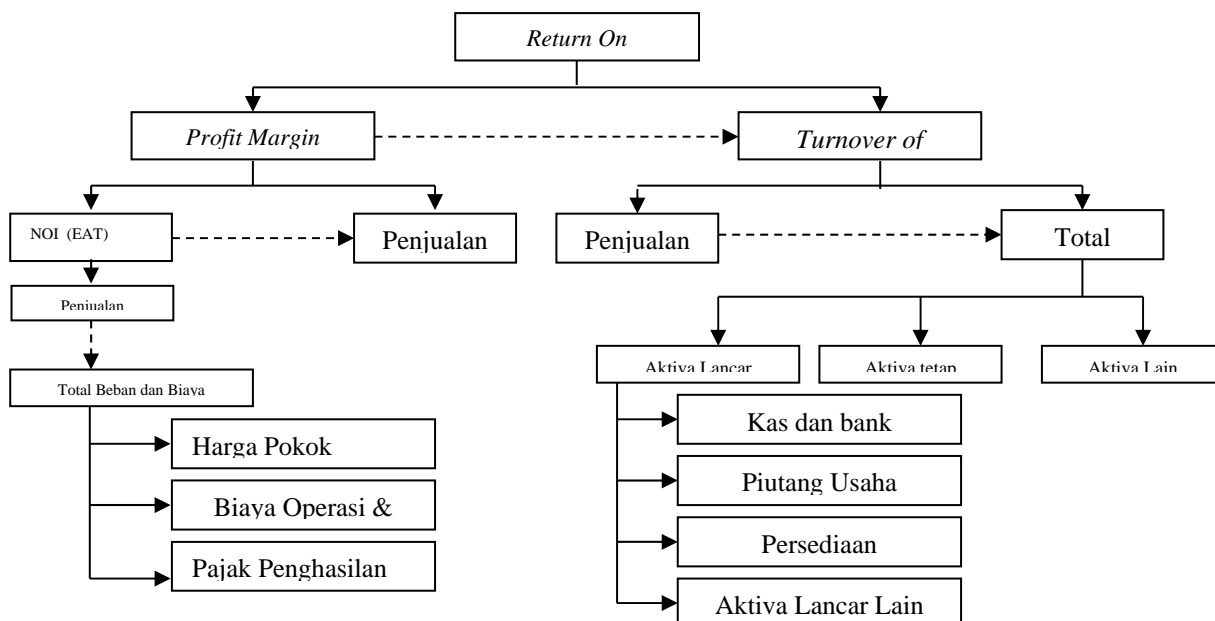 Return On
Profit Margin
Turnover of
NOI (EAT)
Penjualan
Penjualan
Total
Penjualan
Aktiva Lancar
Aktiva tetap
Aktiva Lain
Total Beban dan Biaya
Kas dan bank
Harga Pokok
Piutang Usaha
Biaya Operasi &
Persediaan
Pajak Penghasilan
Aktiva Lancar Lain